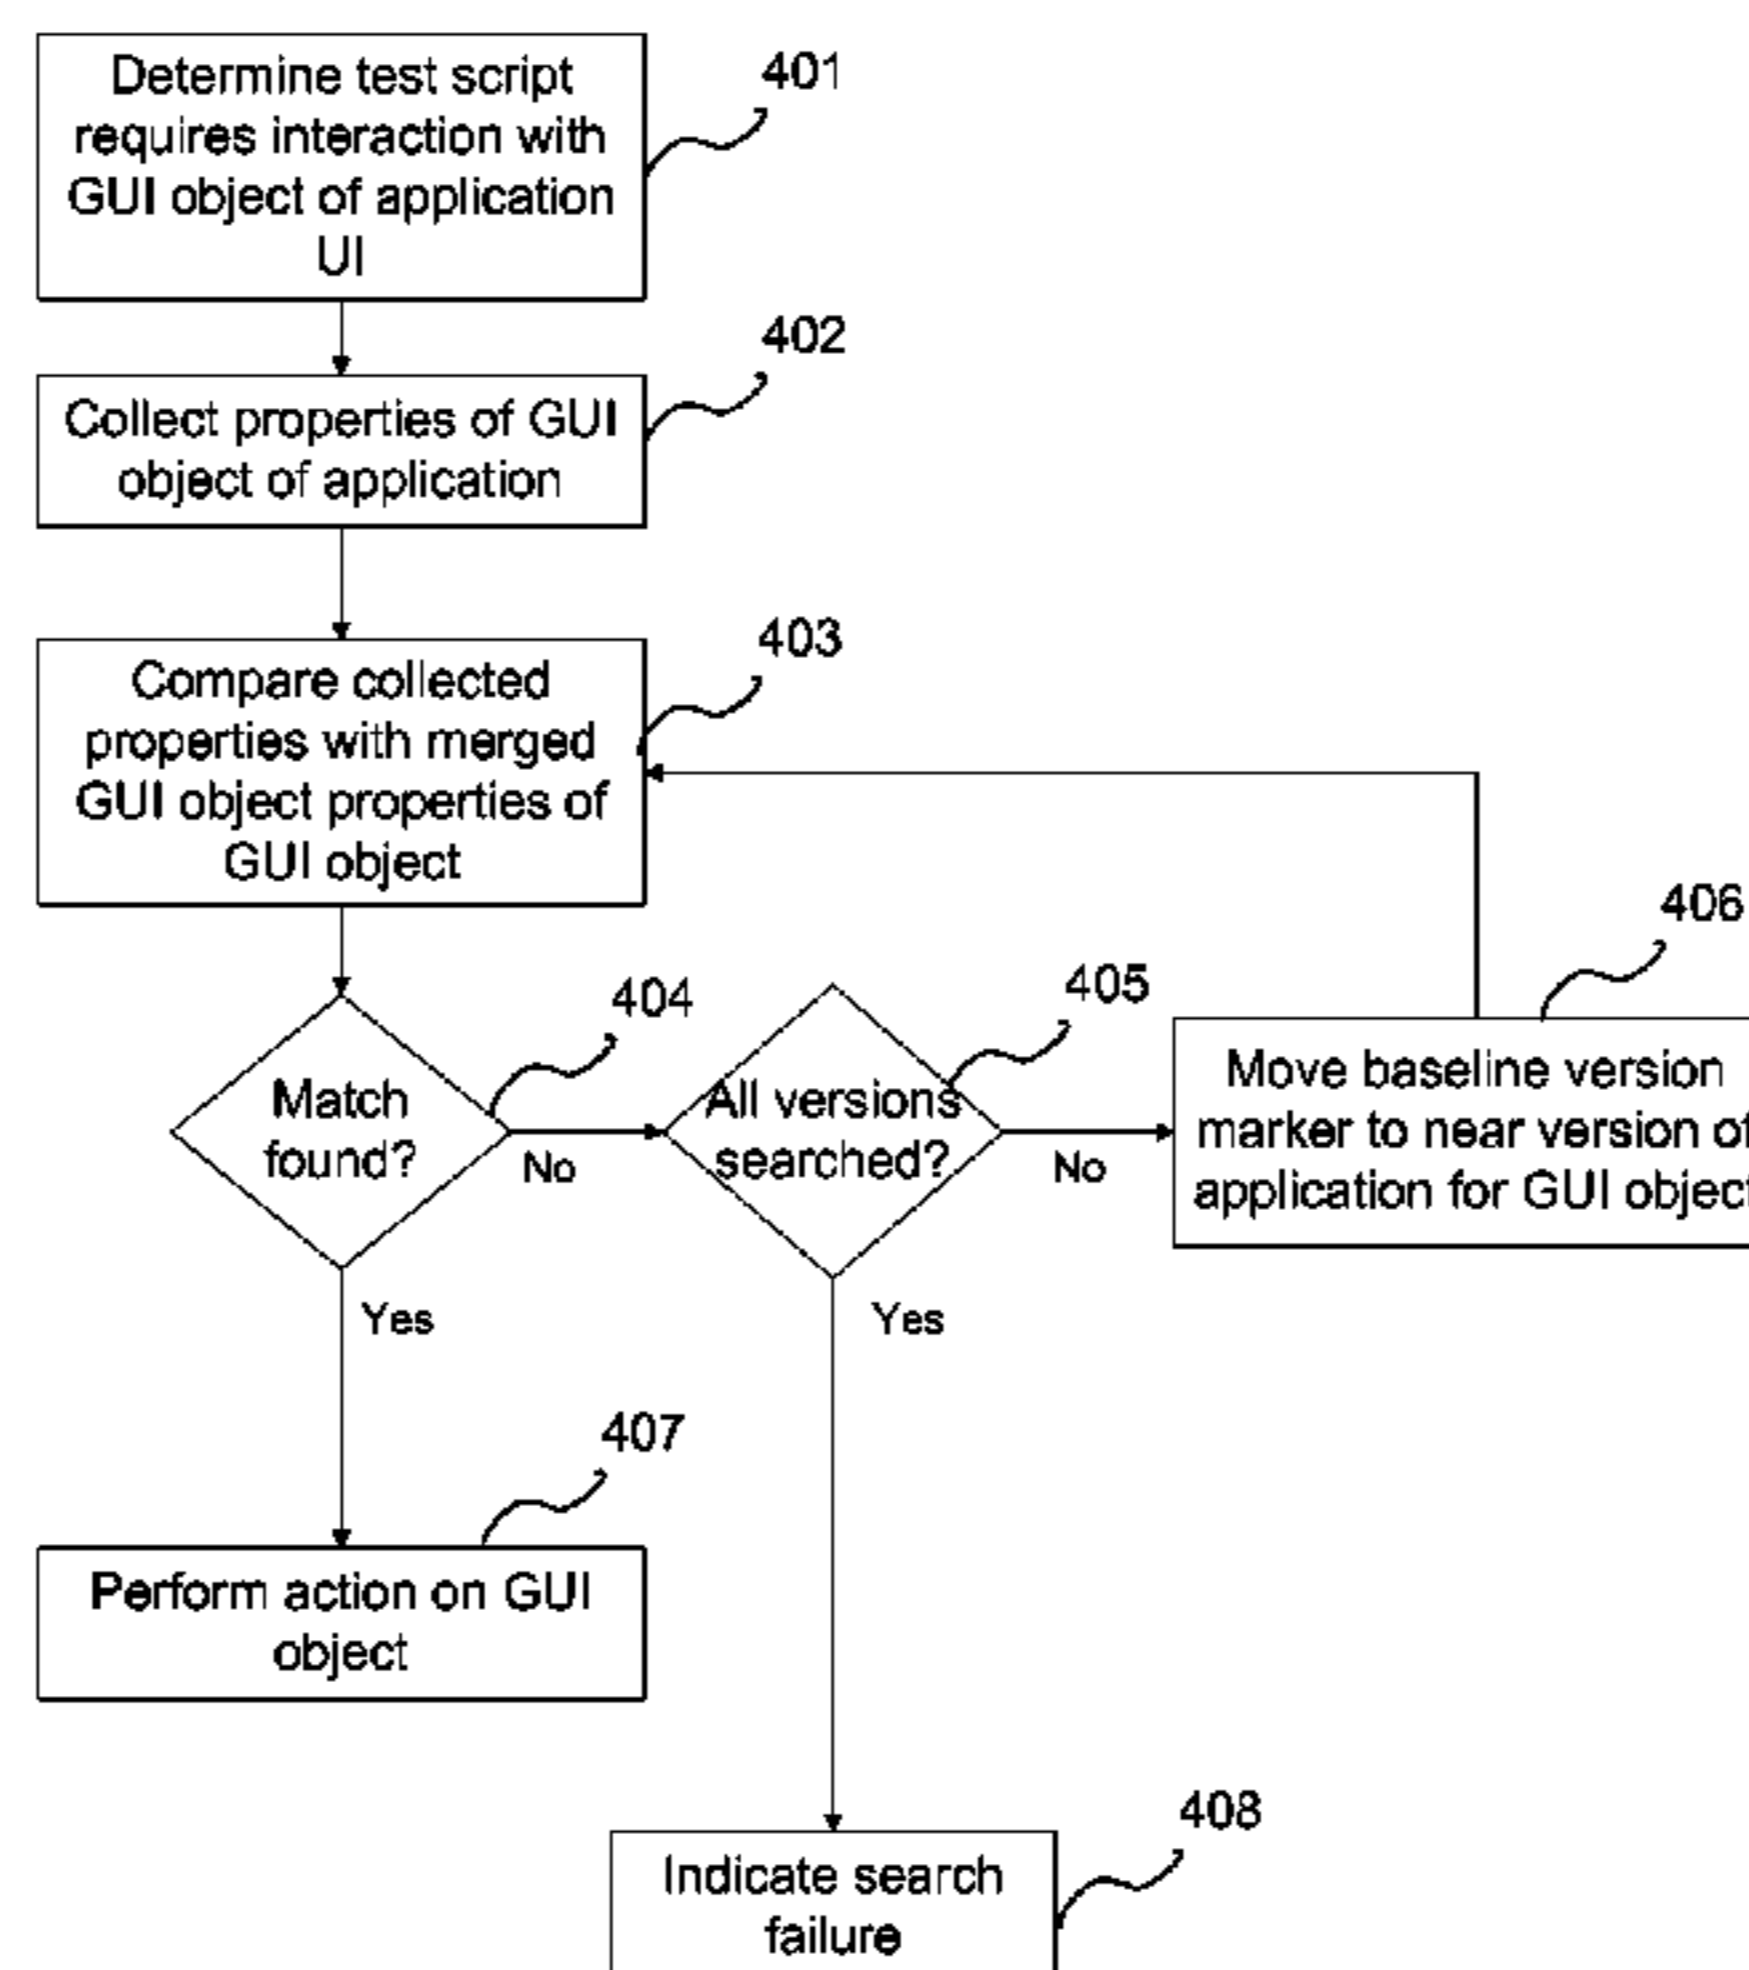 Determine test script
requires interaction with
GUI object of application
UI
401
Collect properties of GUI
object of application
402
Compare collected
properties with merged
GUI object properties of
GUI object
403
Match
found?
404
No
Yes
All versions
searched?
405
No
Yes
Move baseline version
marker to near version of
application for GUI object
406
Perform action on GUI
object
407
Indicate search
failure
408